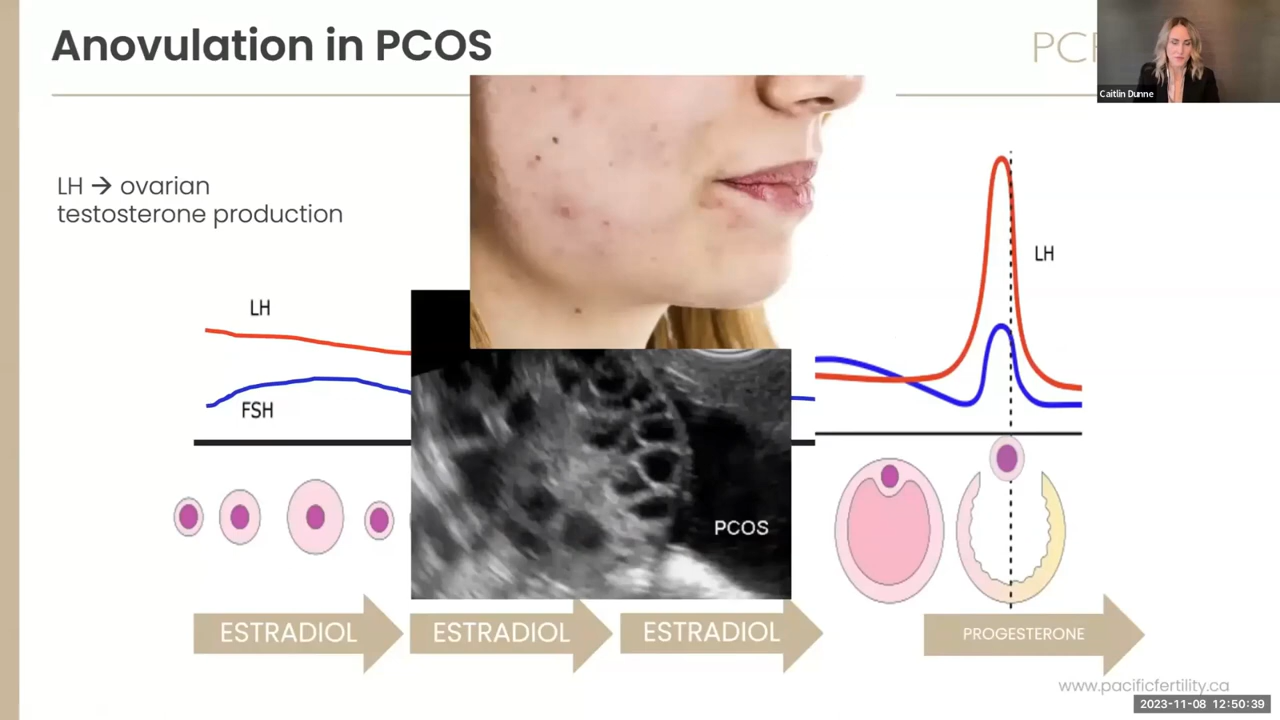 Anovulation in PCOS
Caitlin Dunne
LH → ovarian
testosterone production
LH
LH
FSH
PCOS
ESTRADIOL
ESTRADIOL
ESTRADIOL
PROGESTERONE
www.pacificfertility.ca
2023-11-08 12:50:39